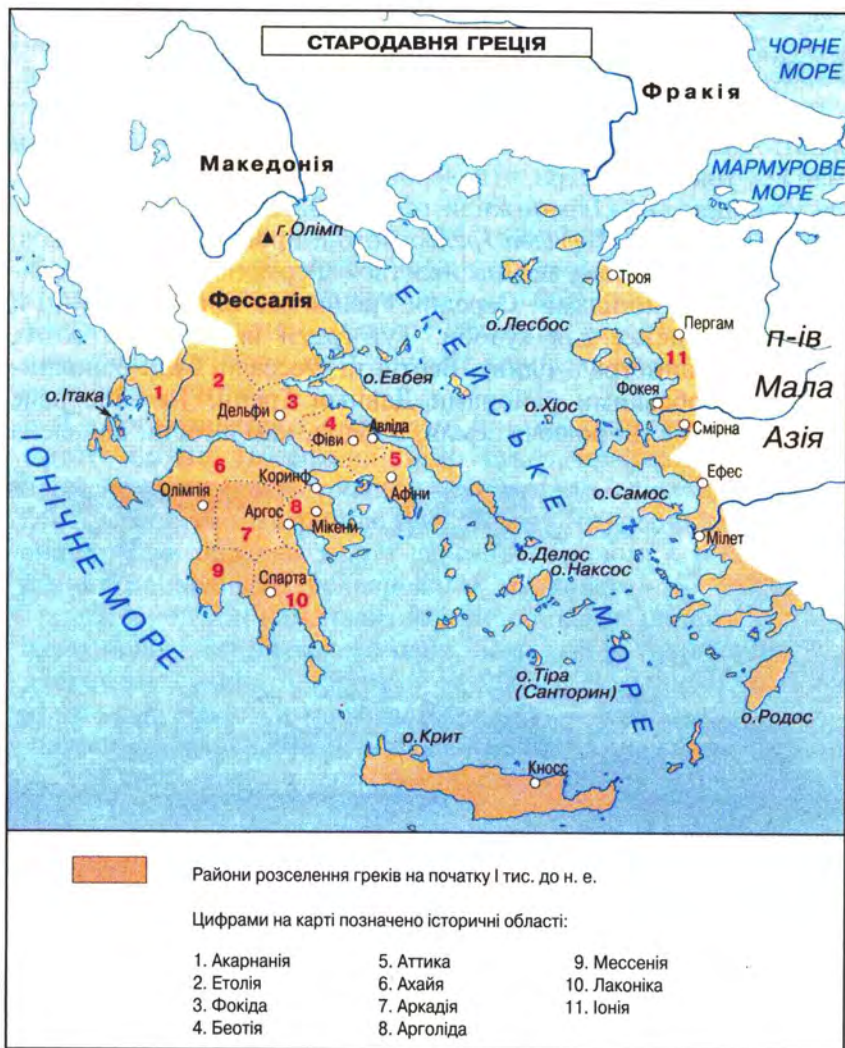 СТАРОДАВНЯ ГРЕЦІЯ
ЧОРНЕ
МОРЕ
Фракія
Македонія
МАРМУРОВЕ
МОРЕ
г.Олімп
Троя
Фессалія
ЕГЕЙСЬКЕ МОРЕ
о.Лесбос
Пергам
п-ів
Мала
Азія
11
о.Ітака
1
2
3
о.Евбея
Дельфи
4
Фіви
Авліда
5
о.Хіос
Фокея
Смірна
ІОНІЧНЕ МОРЕ
6
Коринф
Афіни
Ефес
Олімпія
8
о.Самос
Аргос
Мікени
7
Мілет
9
Спарта
10
о.Делос
о.Наксос
о.Тіра
(Санторин)
о.Родос
о.Крит
Кносс
Райони розселення греків на початку I тис. до н. е.
Цифрами на карті позначено історичні області:
1. Акарнанія
2. Етолія
3. Фокіда
4. Беотія
5. Аттика
6. Ахайя
7. Аркадія
8. Арголіда
9. Мессенія
10. Лаконіка
11. Іонія